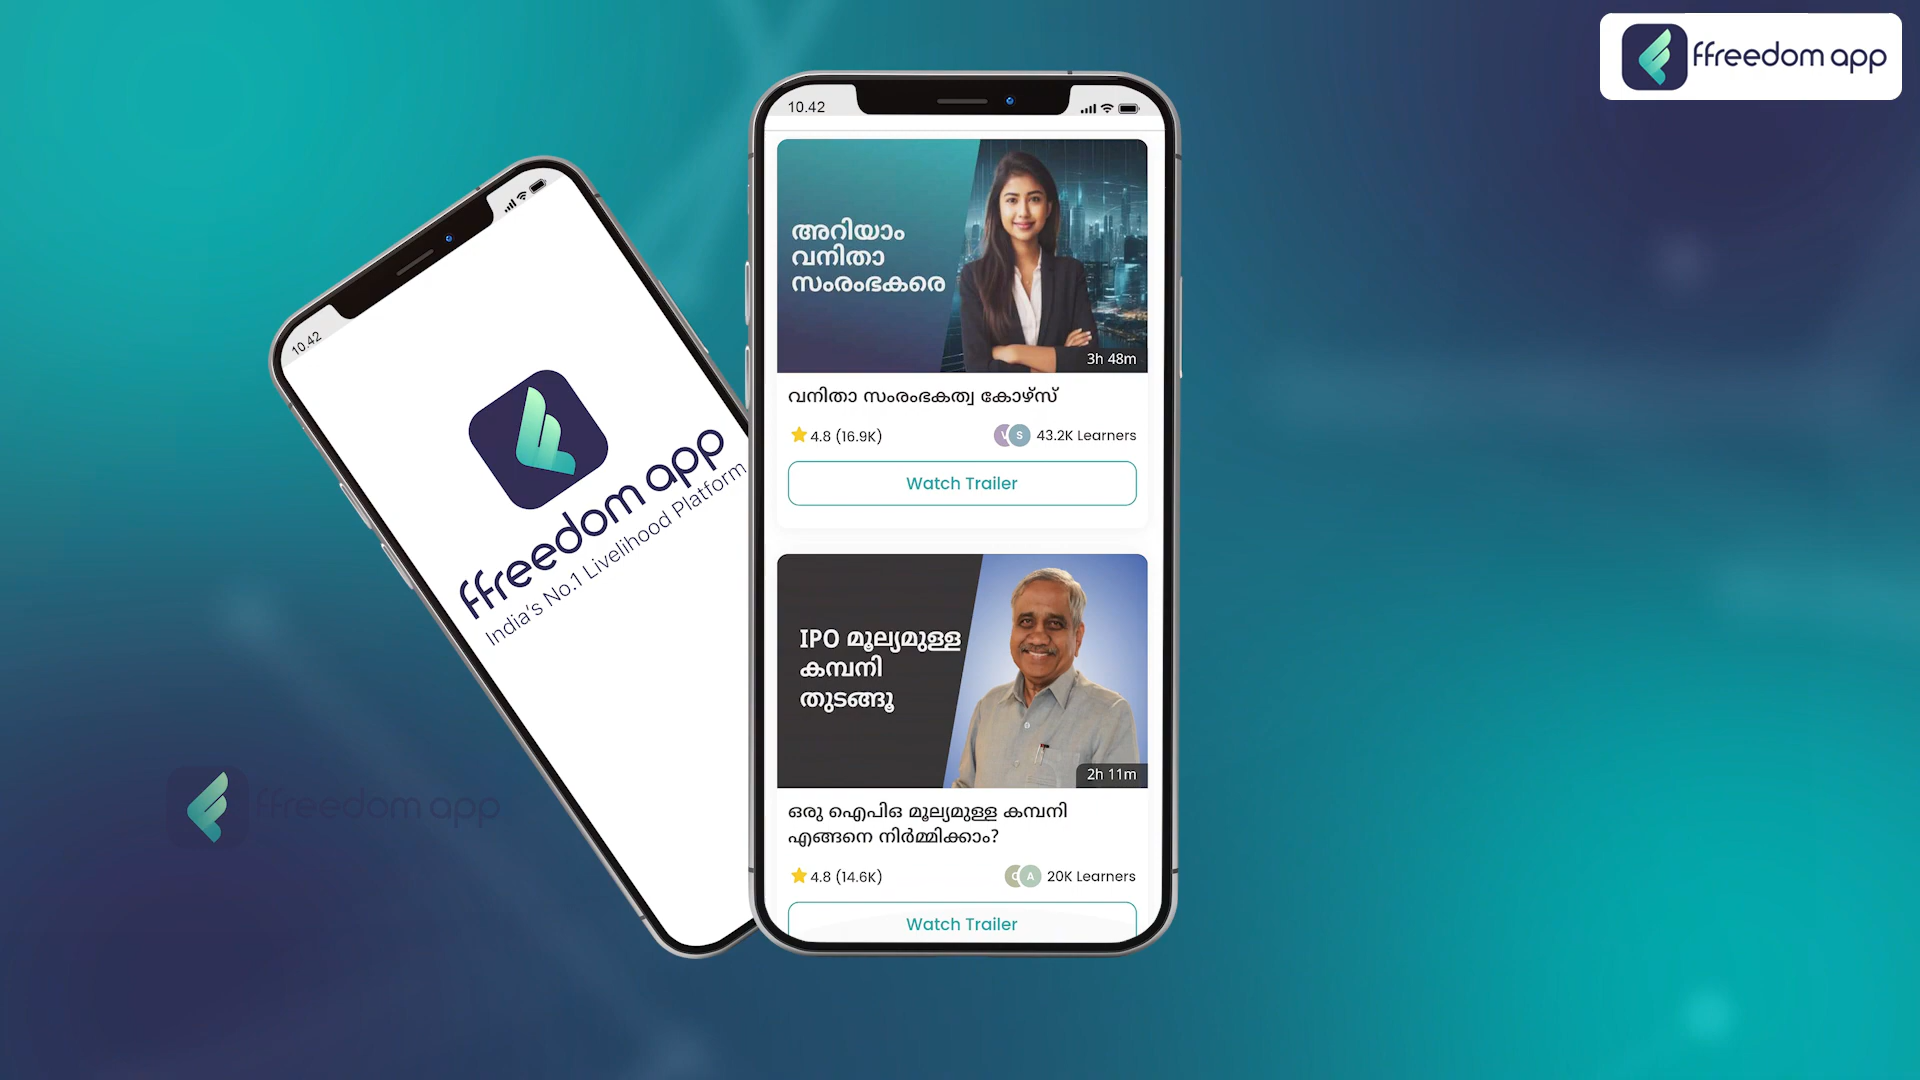 ffreedom app
10.42
ffreedom app
India's No.1 Livelihood Platform
ffreedom app
10.42
അറിയാം
വനിതാ
സംരംഭകരെ
3h 48m
വനിതാ സംരംഭകത്വ കോഴ്സ്
4.8 (16.9K)
V S 43.2K Learners
Watch Trailer
IPO മൂല്യമുള്ള
കമ്പനി
തുടങ്ങൂ
2h 11m
ഒരു ഐപിഒ മൂല്യമുള്ള കമ്പനി
എങ്ങനെ നിർമ്മിക്കാം?
4.8 (14.6K)
A 20K Learners
Watch Trailer